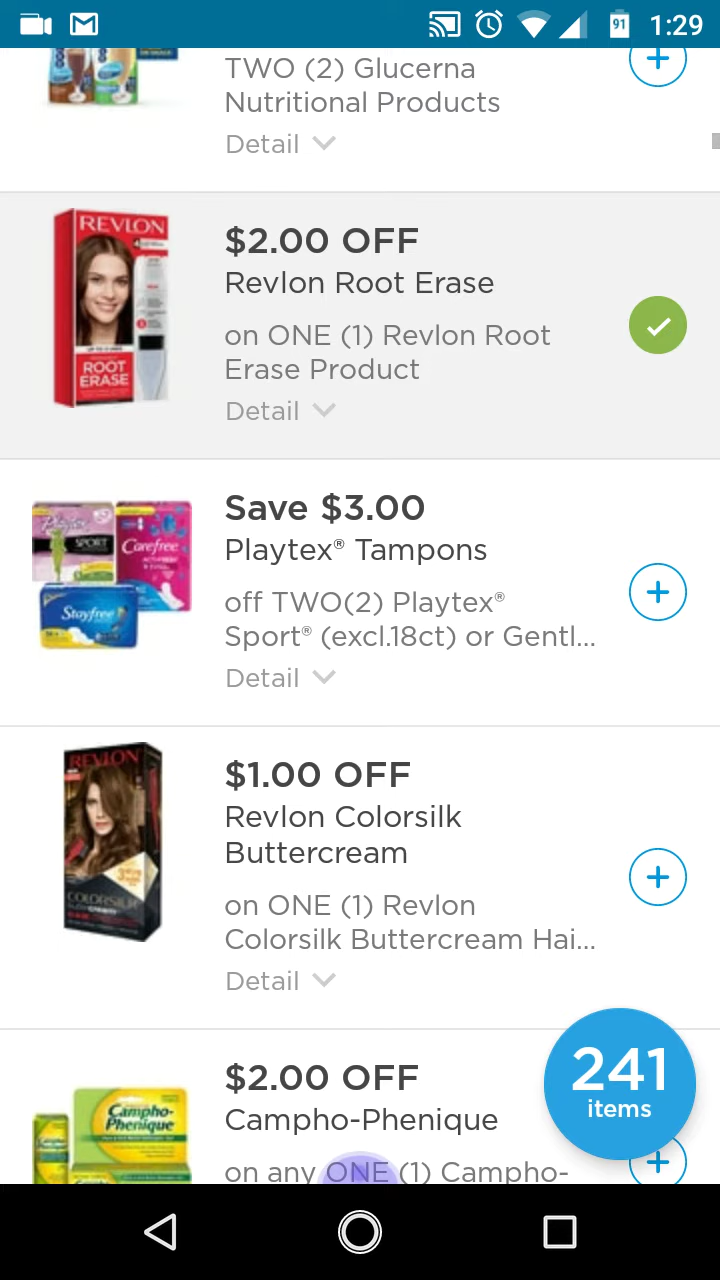 91 1:29
TWO (2) Glucerna
Nutritional Products
Detail
REVLON
ROOT
ERASE
$2.00 OFF
Revlon Root Erase
on ONE (1) Revlon Root
Erase Product
Detail
Playtex
SPORT
Carefree
Stayfree
Save $3.00
Playtex® Tampons
off TWO(2) Playtex®
Sport® (excl.18ct) or Gentl...
Detail
REVLON
COLORSILK
$1.00 OFF
Revlon Colorsilk
Buttercream
on ONE (1) Revlon
Colorsilk Buttercream Hai...
Detail
241
items
Campho-
Phenique
$2.00 OFF
Campho-Phenique
on any ONE (1) Campho-